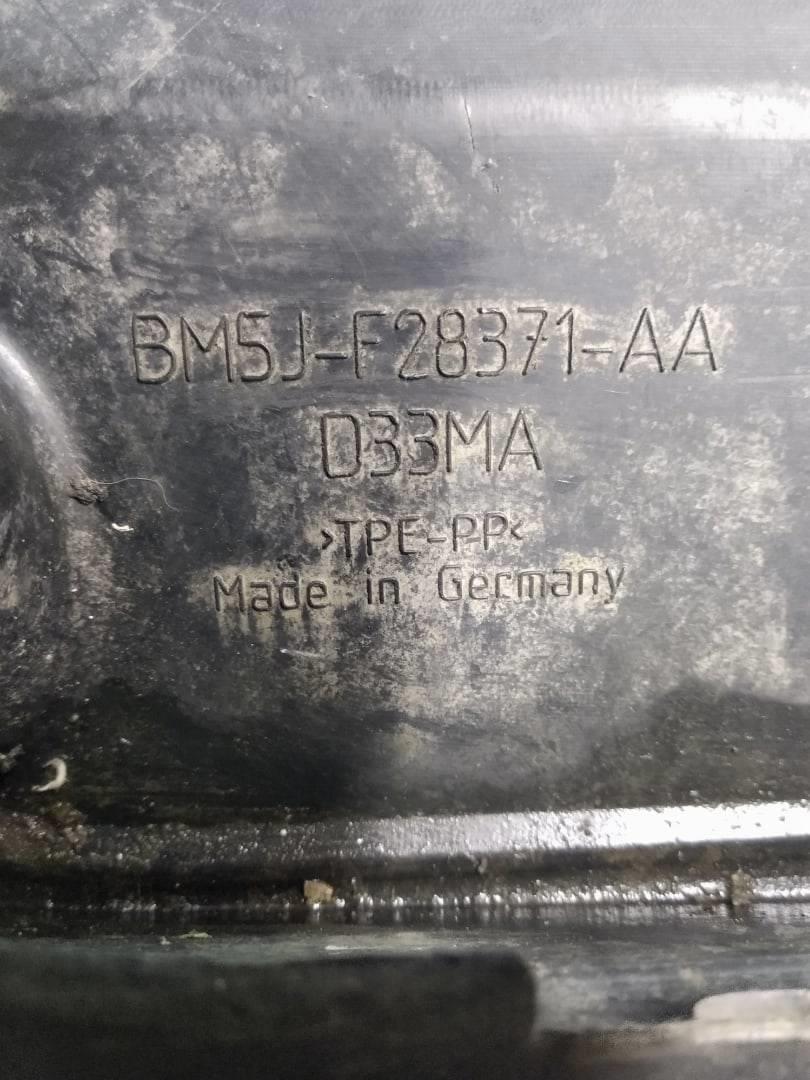 BM5J-F28371-AA
D33MA
>TPE-PP<
Made in Germany